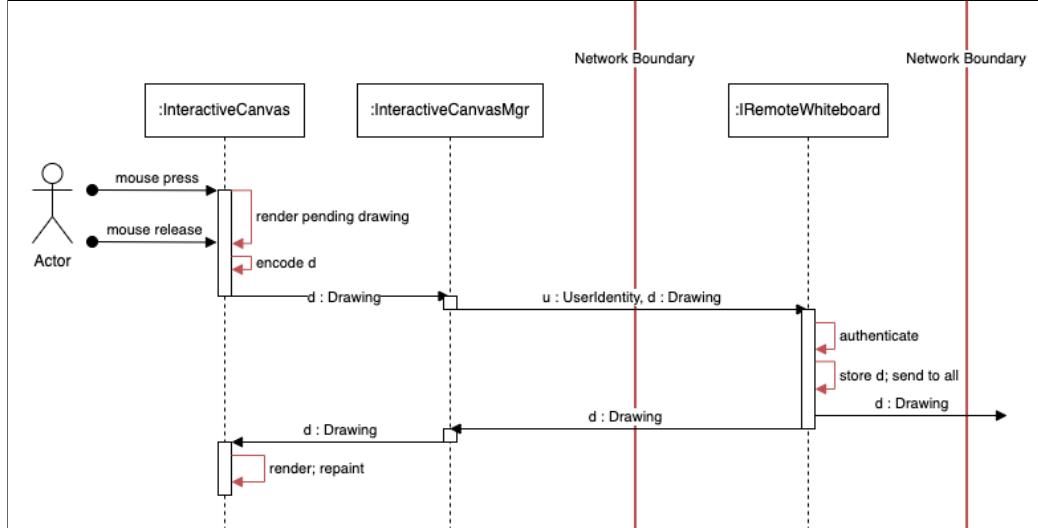 Network Boundary
Network Boundary
:InteractiveCanvas
:InteractiveCanvasMgr
:IRemoteWhiteboard
mouse press
render pending drawing
mouse release
Actor
encode d
d : Drawing
u : UserIdentity, d : Drawing
authenticate
store d; send to all
d : Drawing
d : Drawing
d : Drawing
render; repaint